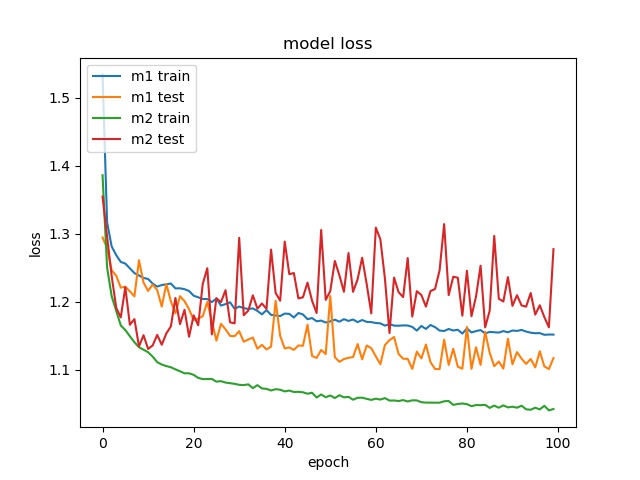 model loss
m1 train
m1 test
m2 train
m2 test
loss
1.5
1.4
1.3
1.2
1.1
0 20 40 60 80 100
epoch